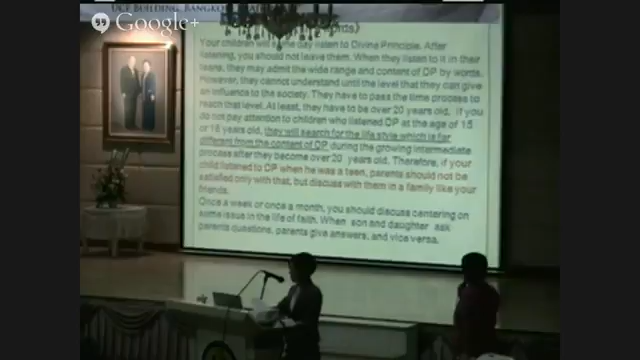 UCF BUILDING, BANGKOK
Google+
Words)
Your children will one day listen to Divine Principle. After
listening, you should not leave them. When they listen to it in their
teens, they may admit the wide range and content of DP by words.
However, they cannot understand until the level that they can give
an influence to the society. They have to pass the time process to
reach that level. At least, they have to be over 20 years old. If you
do not pay attention to children who listened DP at the age of 15
or 16 years old, they will search for the life style which is far
different from the content of DP during the growing intermediate
process after they become over 20 years old. Therefore, if your
child listened to DP when he was a teen, parents should not be
satisfied only with that, but discuss with them in a family like your
friends.
Once a week or once a month, you should discuss centering on
some issue in the life of faith. When son and daughter ask
parents questions, parents give answers, and vice versa.